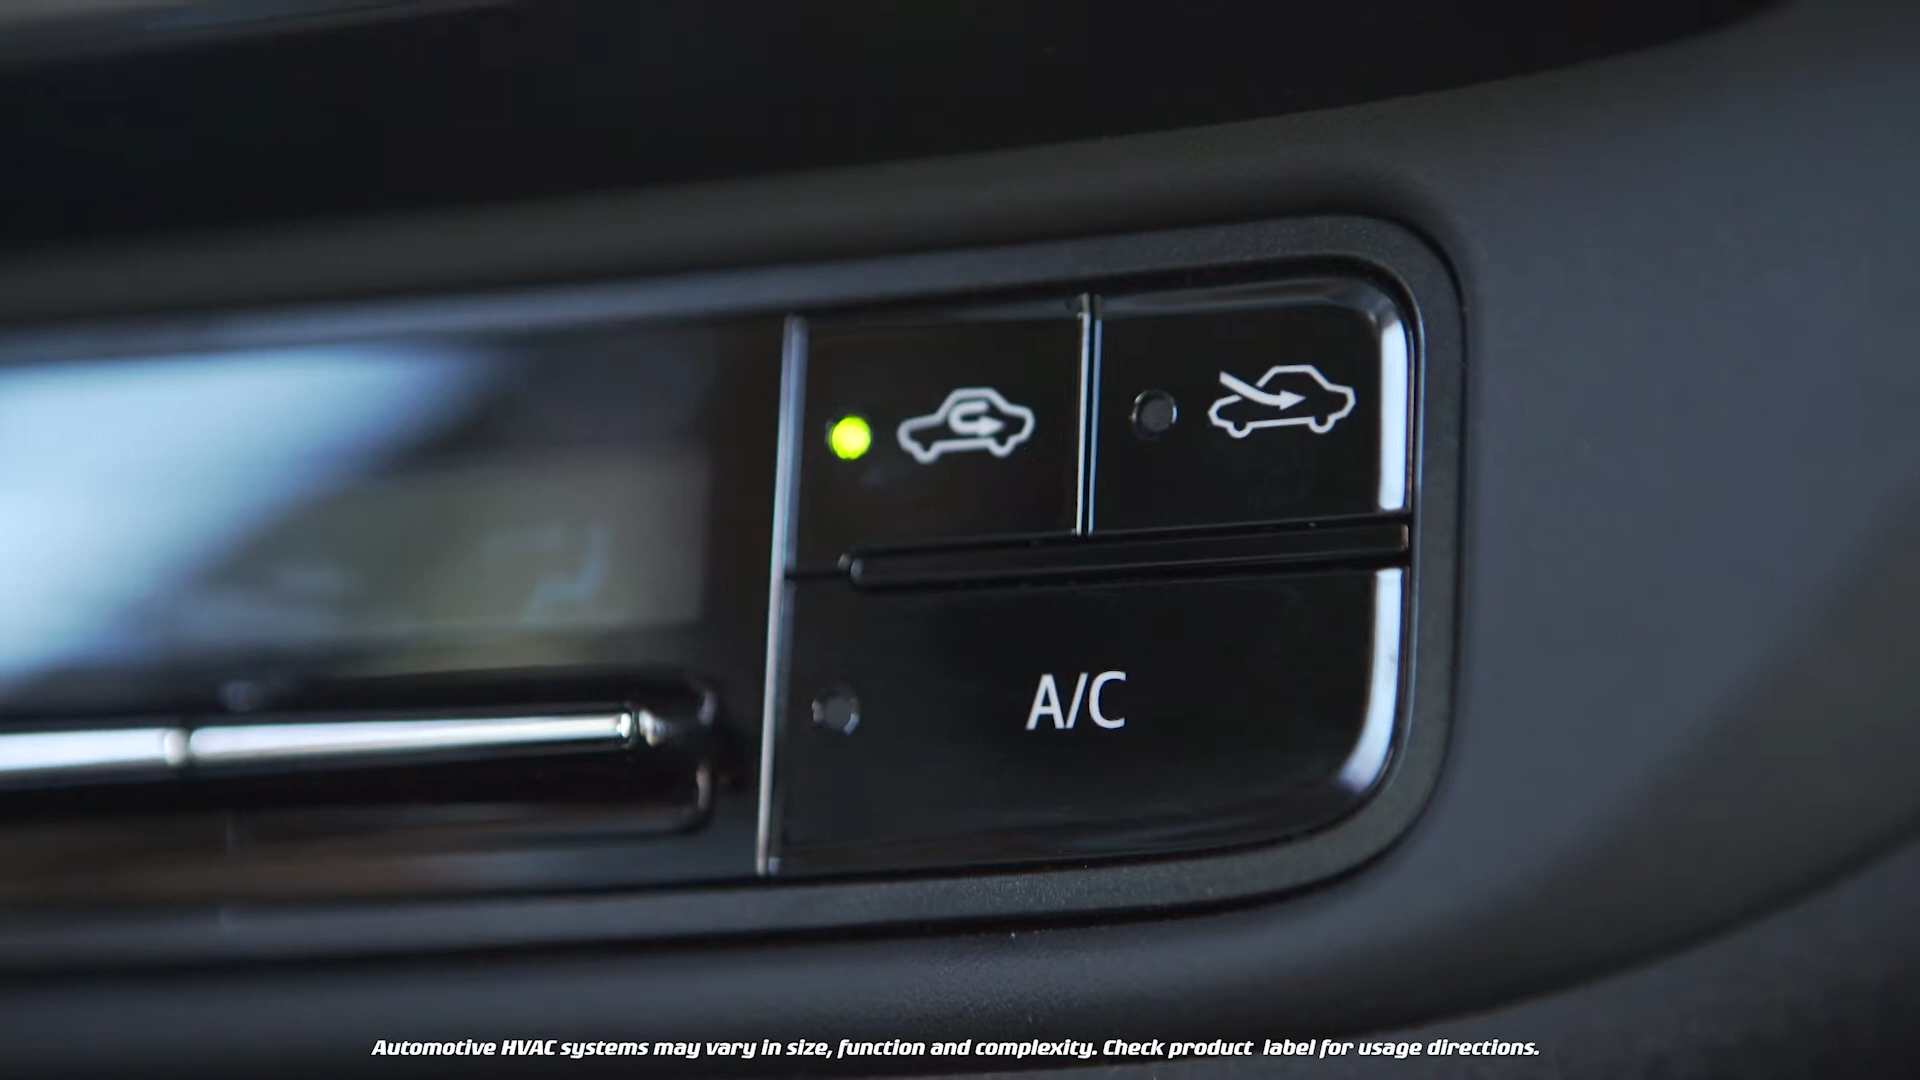 A/C
Automotive HVAC systems may vary in size, function and complexity. Check product label for usage directions.